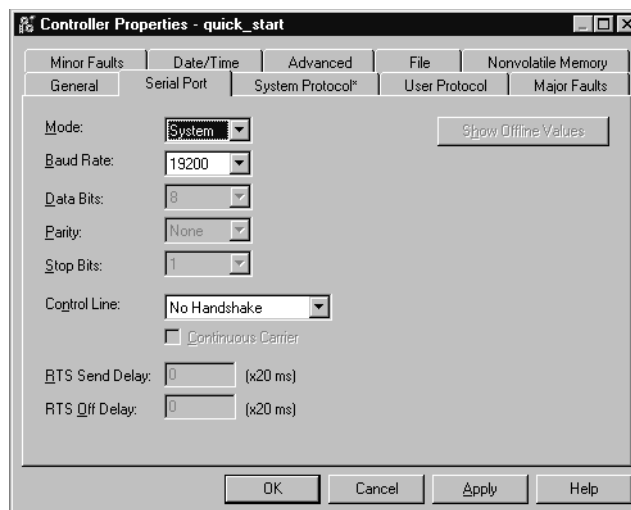 Controller Properties - quick_start
Minor Faults Date/Time Advanced File Nonvolatile Memory
General Serial Port System Protocol* User Protocol Major Faults
Mode: System Show Offline Values
Baud Rate: 19200
Data Bits: 8
Parity: None
Stop Bits: 1
Control Line: No Handshake
Continuous Carrier
RTS Send Delay: 0 (x20 ms)
RTS Off Delay: 0 (x20 ms)
OK Cancel Apply Help